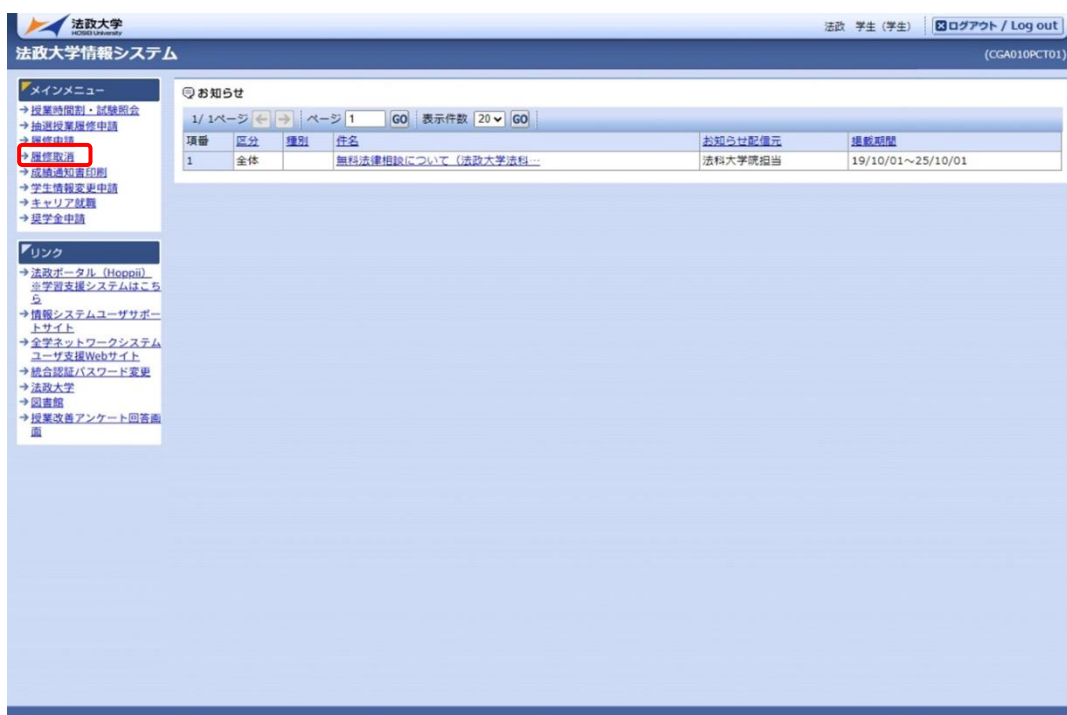 法政大学
HOSEI University
法政 学生（学生）
ログアウト / Log out
法政大学情報システム
(CGA010PCT01)
メインメニュー
授業時間割・試験照会
抽選授業履修申請
履修申請
履修取消
成績通知書印刷
学生情報変更申請
キャリア就職
奨学金申請
リンク
法政ポータル（Hoppii）
※学習支援システムはこち
ら
情報システムユーザサポー
トサイト
全学ネットワークシステム
ユーザ支援Webサイト
統合認証パスワード変更
法政大学
図書館
授業改善アンケート回答画
面
お知らせ
1/ 1ページ ページ 1 GO 表示件数 20 GO
項番 区分 種別 件名 お知らせ配信元 掲載期間
1 全体 無料法律相談について（法政大学法科… 法科大学院担当 19/10/01～25/10/01